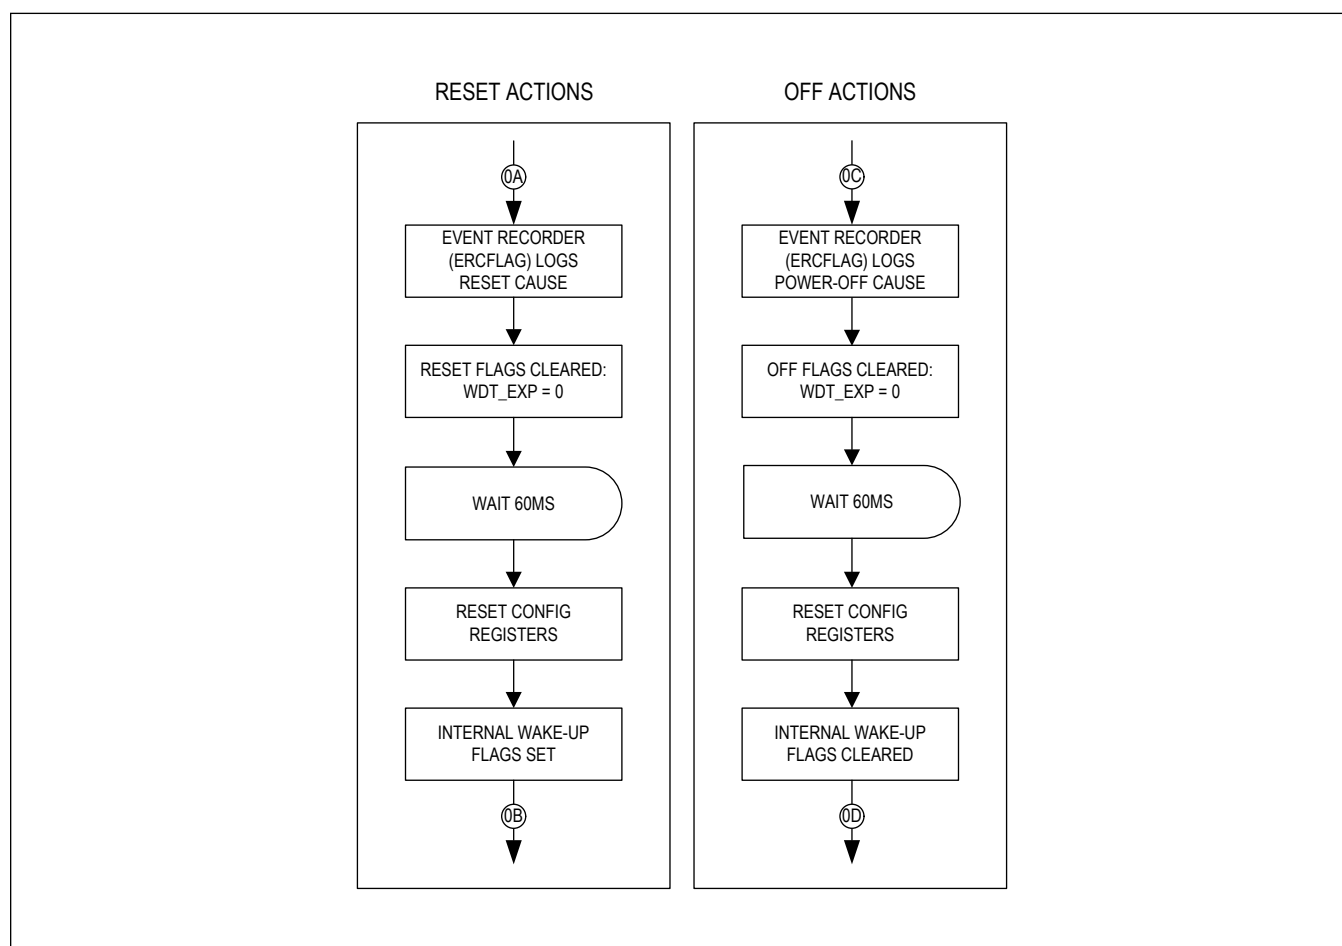 RESET ACTIONS
0A
EVENT RECORDER
(ERCFLAG) LOGS
RESET CAUSE
RESET FLAGS CLEARED:
WDT_EXP = 0
WAIT 60MS
RESET CONFIG
REGISTERS
INTERNAL WAKE-UP
FLAGS SET
0B
OFF ACTIONS
0C
EVENT RECORDER
(ERCFLAG) LOGS
POWER-OFF CAUSE
OFF FLAGS CLEARED:
WDT_EXP = 0
WAIT 60MS
RESET CONFIG
REGISTERS
INTERNAL WAKE-UP
FLAGS CLEARED
0D